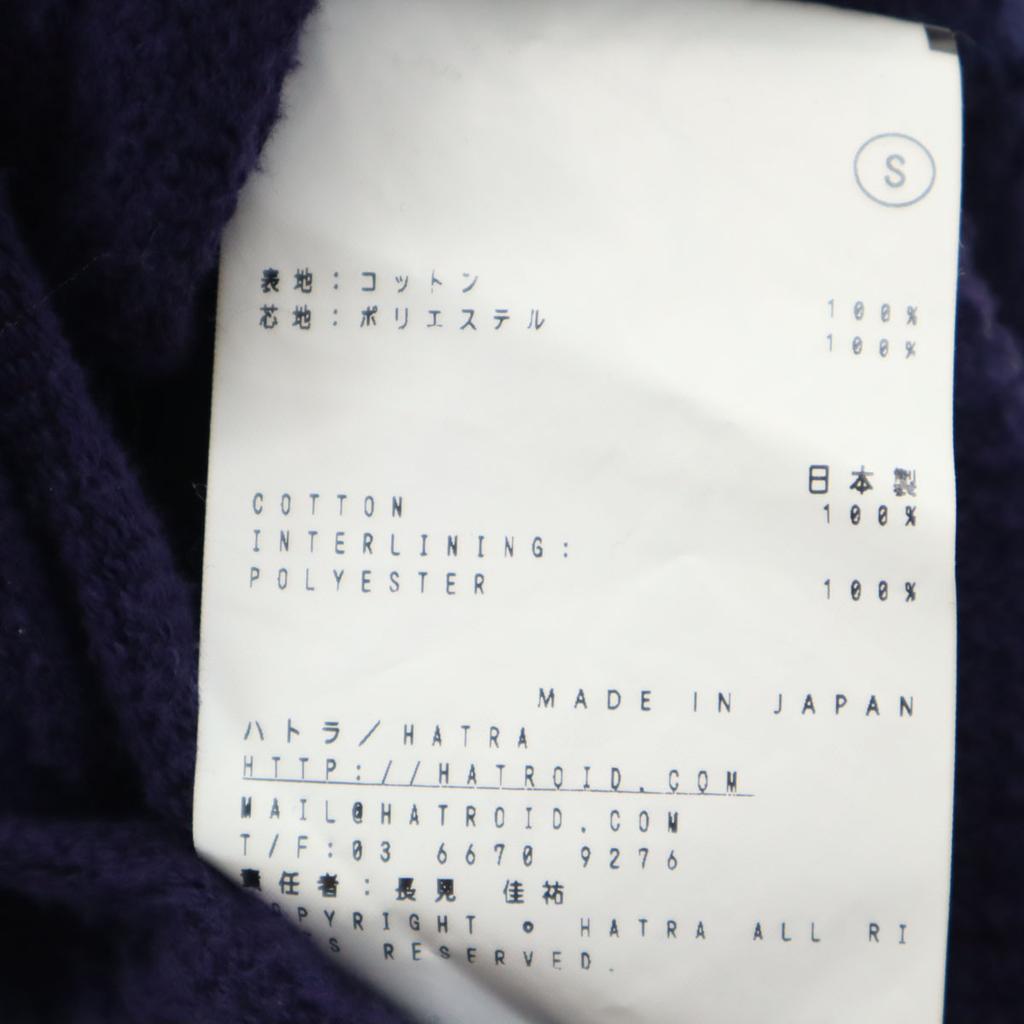 S
表地：コットン 100%
芯地：ポリエステル 100%
日本製
COTTON 100%
INTERLINING:
POLYESTER 100%
MADE IN JAPAN
ハトラ／HATRA
HTTP://HATROID.COM
MAIL@HATROID.COM
T/F:03 6670 9276
責任者：長見 佳祐
COPYRIGHT © HATRA ALL RI
S RESERVED.